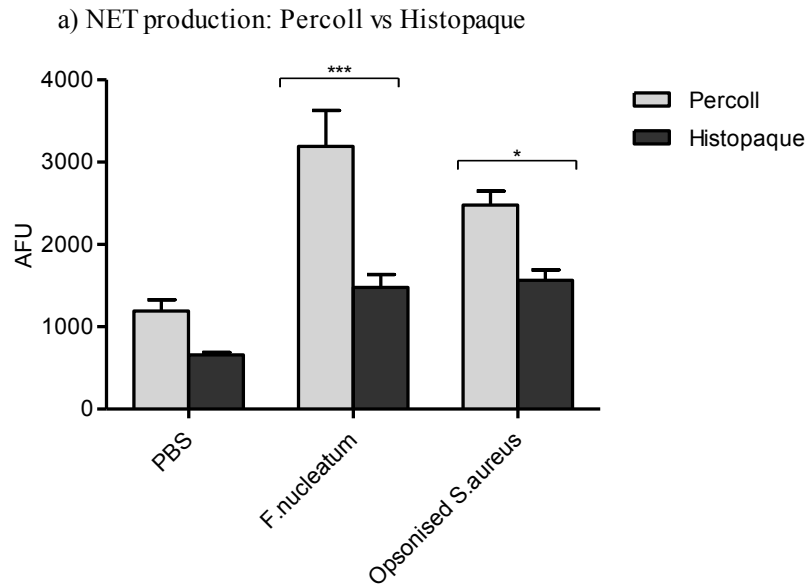 a) NET production: Percoll vs Histopaque
4000
3000
2000
1000
0
AFU
***
*
Percoll
Histopaque
PBS
F.nucleatum
Opsonised S.aureus